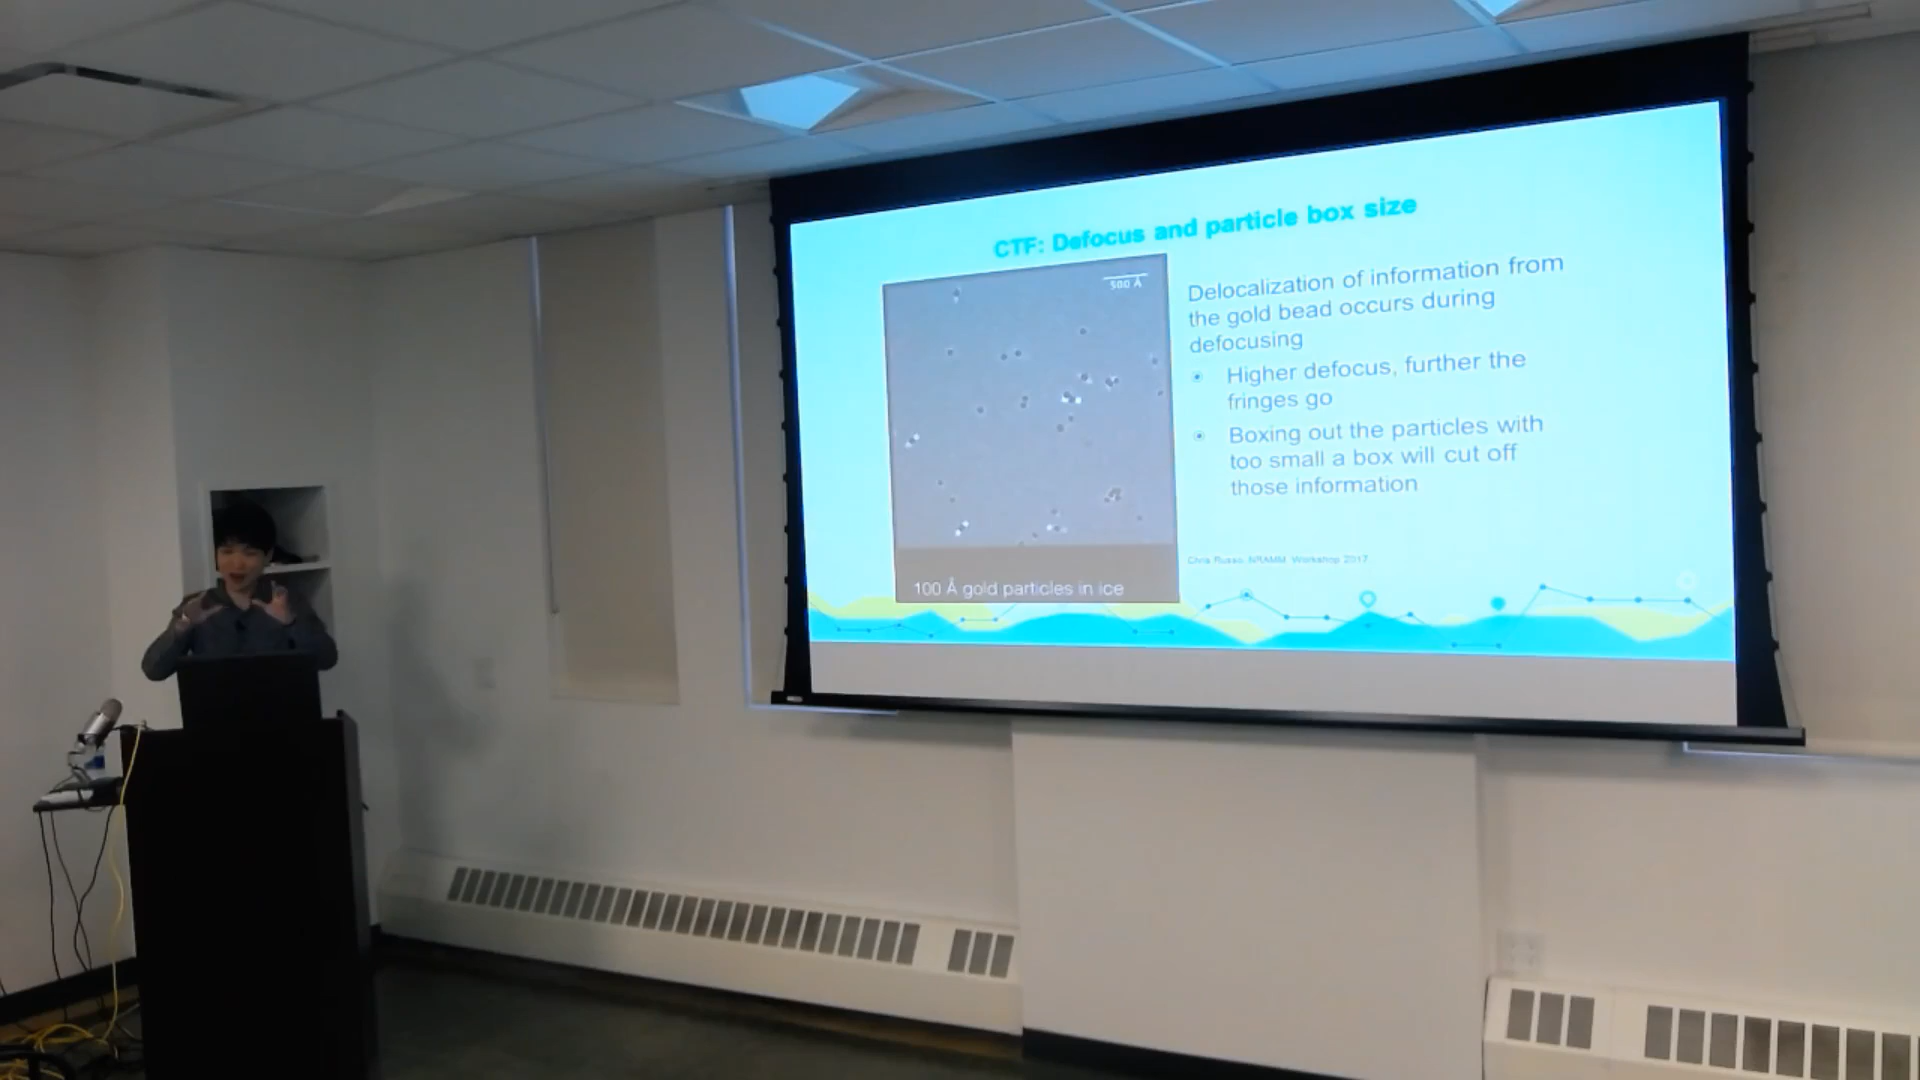 CTF: Defocus and particle box size
500 Å
100 Å gold particles in ice
Delocalization of information from
the gold bead occurs during
defocusing
Higher defocus, further the
fringes go
Boxing out the particles with
too small a box will cut off
those information
Chris Russo, NRAMM Workshop 2017